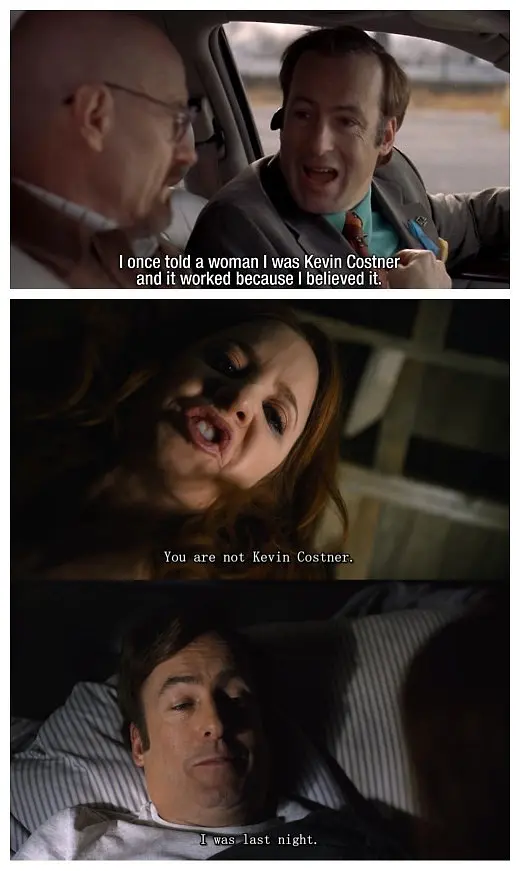 I once told a woman I was Kevin Costner
and it worked because I believed it.
You are not Kevin Costner.
I was last night.